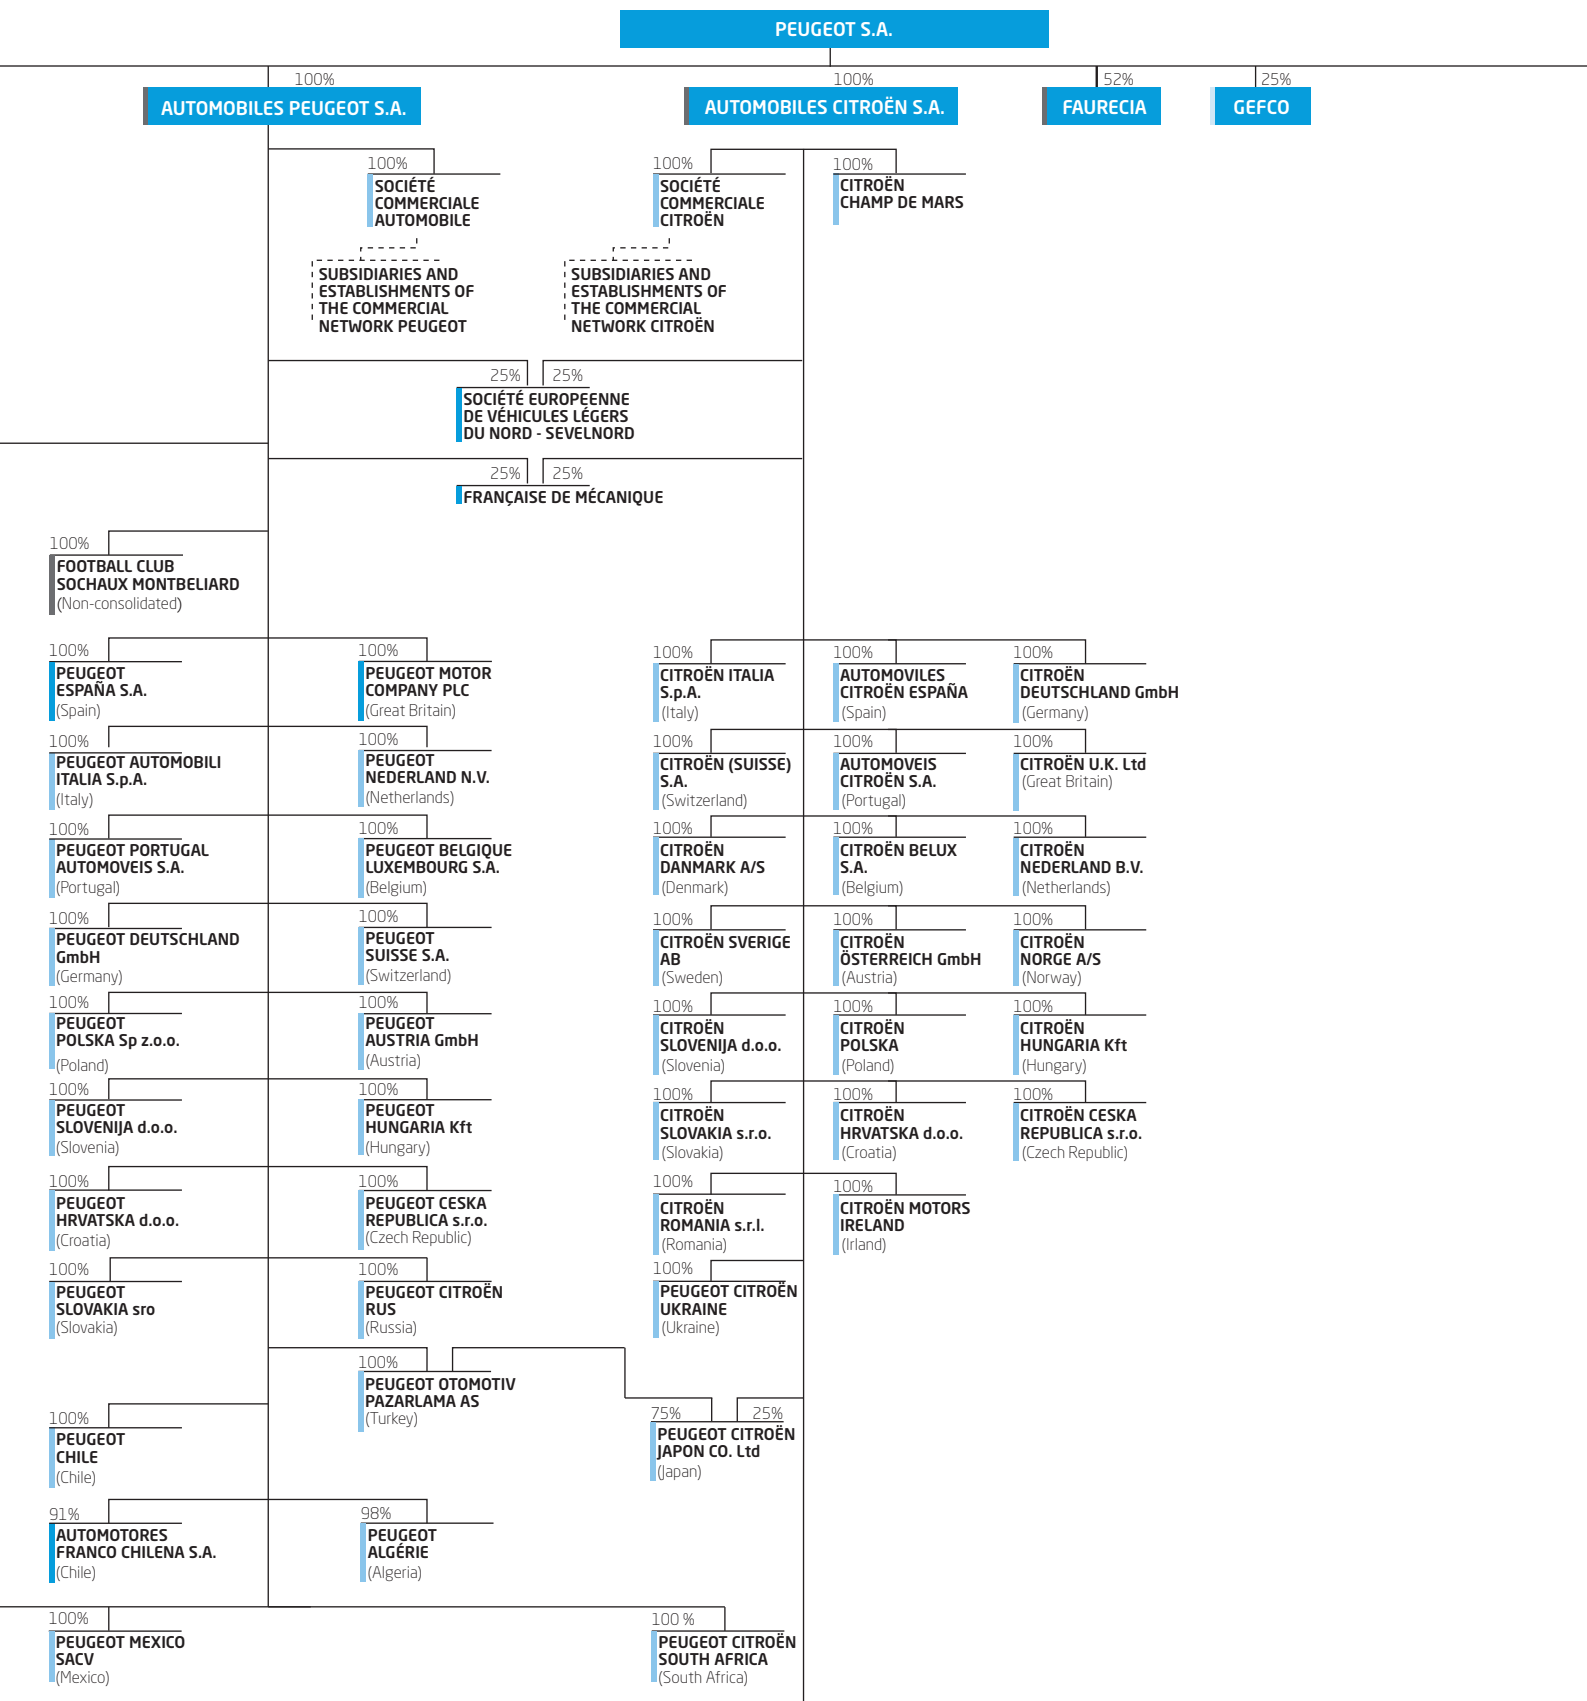 PEUGEOT S.A.
100%
AUTOMOBILES PEUGEOT S.A.
100%
AUTOMOBILES CITROËN S.A.
52%
FAURECIA
25%
GEFCO
100%
SOCIÉTÉ
COMMERCIALE
AUTOMOBILE
100%
SOCIÉTÉ
COMMERCIALE
CITROËN
100%
CITROËN
CHAMP DE MARS
SUBSIDIARIES AND
ESTABLISHMENTS OF
THE COMMERCIAL
NETWORK PEUGEOT
SUBSIDIARIES AND
ESTABLISHMENTS OF
THE COMMERCIAL
NETWORK CITROËN
25% 25%
SOCIÉTÉ EUROPEENNE
DE VÉHICULES LÉGERS
DU NORD - SEVELNORD
25% 25%
FRANÇAISE DE MÉCANIQUE
100%
FOOTBALL CLUB
SOCHAUX MONTBELIARD
(Non-consolidated)
100%
PEUGEOT
ESPAÑA S.A.
(Spain)
100%
PEUGEOT MOTOR
COMPANY PLC
(Great Britain)
100%
CITROËN ITALIA
S.p.A.
(Italy)
100%
AUTOMOVILES
CITROËN ESPAÑA
(Spain)
100%
CITROËN
DEUTSCHLAND GmbH
(Germany)
100%
PEUGEOT AUTOMOBILI
ITALIA S.p.A.
(Italy)
100%
PEUGEOT
NEDERLAND N.V.
(Netherlands)
100%
CITROËN (SUISSE)
S.A.
(Switzerland)
100%
AUTOMOVEIS
CITROËN S.A.
(Portugal)
100%
CITROËN U.K. Ltd
(Great Britain)
100%
PEUGEOT PORTUGAL
AUTOMOVEIS S.A.
(Portugal)
100%
PEUGEOT BELGIQUE
LUXEMBOURG S.A.
(Belgium)
100%
CITROËN
DANMARK A/S
(Denmark)
100%
CITROËN BELUX
S.A.
(Belgium)
100%
CITROËN
NEDERLAND B.V.
(Netherlands)
100%
PEUGEOT DEUTSCHLAND
GmbH
(Germany)
100%
PEUGEOT
SUISSE S.A.
(Switzerland)
100%
CITROËN SVERIGE
AB
(Sweden)
100%
CITROËN
ÖSTERREICH GmbH
(Austria)
100%
CITROËN
NORGE A/S
(Norway)
100%
PEUGEOT
POLSKA Sp z.o.o.
(Poland)
100%
PEUGEOT
AUSTRIA GmbH
(Austria)
100%
CITROËN
SLOVENIJA d.o.o.
(Slovenia)
100%
CITROËN
POLSKA
(Poland)
100%
CITROËN
HUNGARIA Kft
(Hungary)
100%
PEUGEOT
SLOVENIJA d.o.o.
(Slovenia)
100%
PEUGEOT
HUNGARIA Kft
(Hungary)
100%
CITROËN
SLOVAKIA s.r.o.
(Slovakia)
100%
CITROËN
HRVATSKA d.o.o.
(Croatia)
100%
CITROËN CESKA
REPUBLICA s.r.o.
(Czech Republic)
100%
PEUGEOT
HRVATSKA d.o.o.
(Croatia)
100%
PEUGEOT CESKA
REPUBLICA s.r.o.
(Czech Republic)
100%
CITROËN
ROMANIA s.r.l.
(Romania)
100%
CITROËN MOTORS
IRELAND
(Irland)
100%
PEUGEOT
SLOVAKIA sro
(Slovakia)
100%
PEUGEOT CITROËN
RUS
(Russia)
100%
PEUGEOT CITROËN
UKRAINE
(Ukraine)
100%
PEUGEOT OTOMOTIV
PAZARLAMA AS
(Turkey)
100%
PEUGEOT
CHILE
(Chile)
75% 25%
PEUGEOT CITROËN
JAPON CO. Ltd
(Japan)
91%
AUTOMOTORES
FRANCO CHILENA S.A.
(Chile)
98%
PEUGEOT
ALGÉRIE
(Algeria)
100%
PEUGEOT MEXICO
SACV
(Mexico)
100 %
PEUGEOT CITROËN
SOUTH AFRICA
(South Africa)